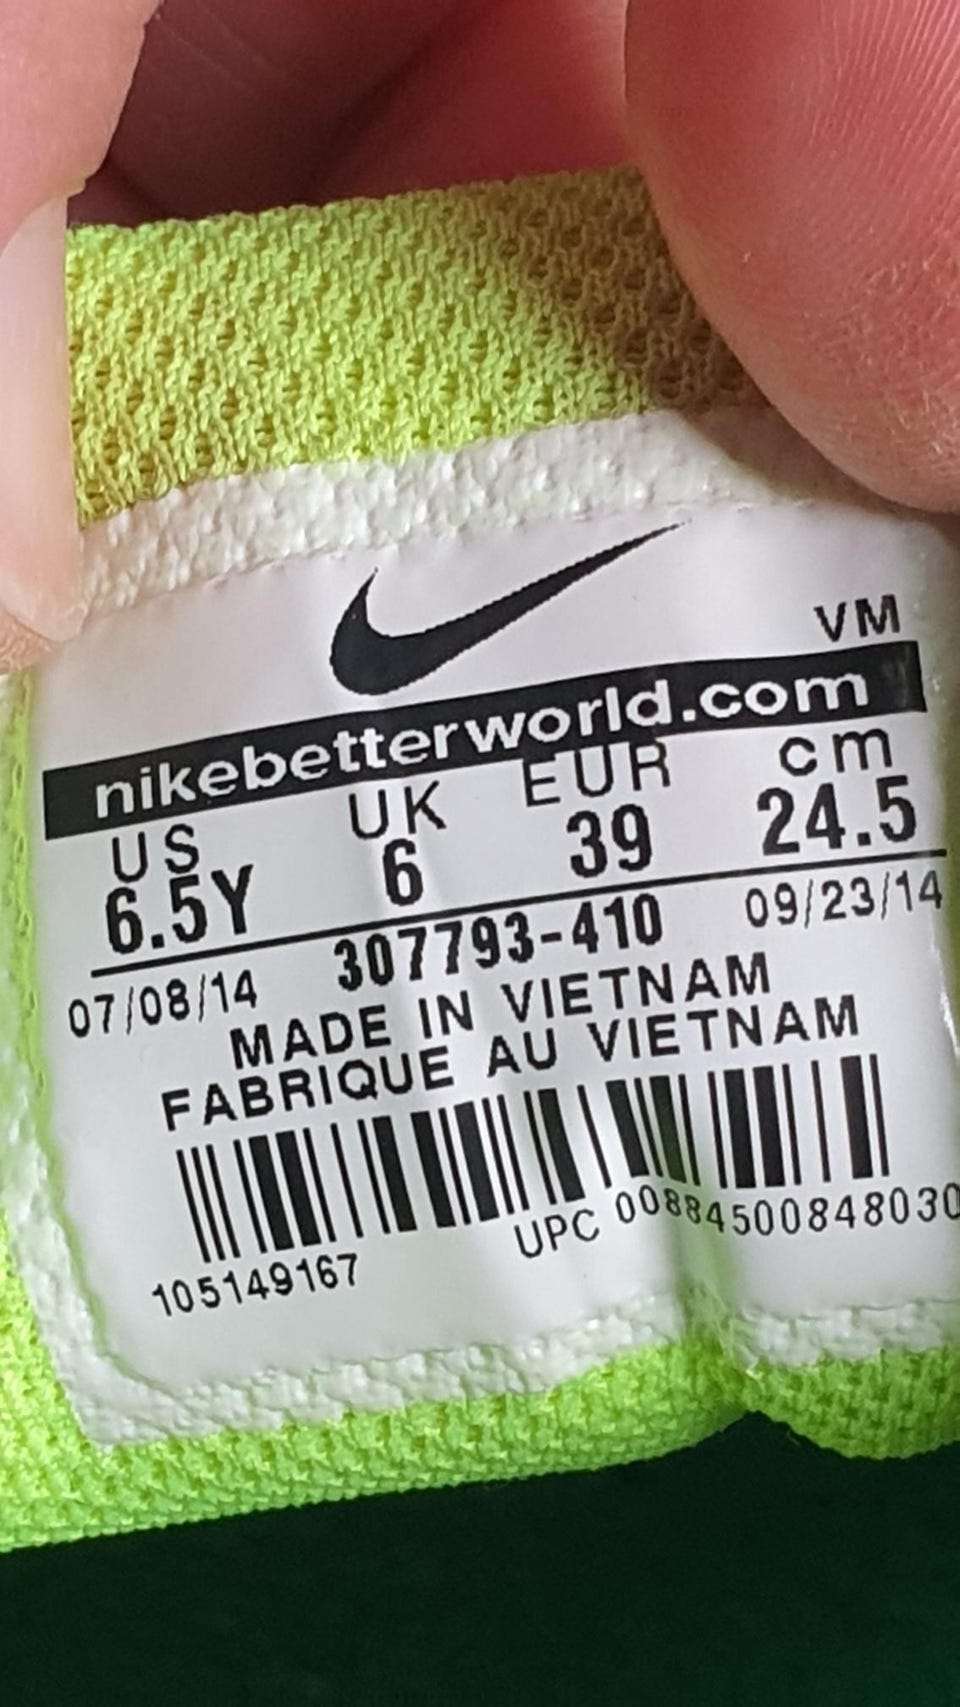 VM
nikebetterworld.com
US UK EUR cm
6.5Y 6 39 24.5
07/08/14 307793-410 09/23/14
MADE IN VIETNAM
FABRIQUE AU VIETNAM
105149167 UPC 00884500848030